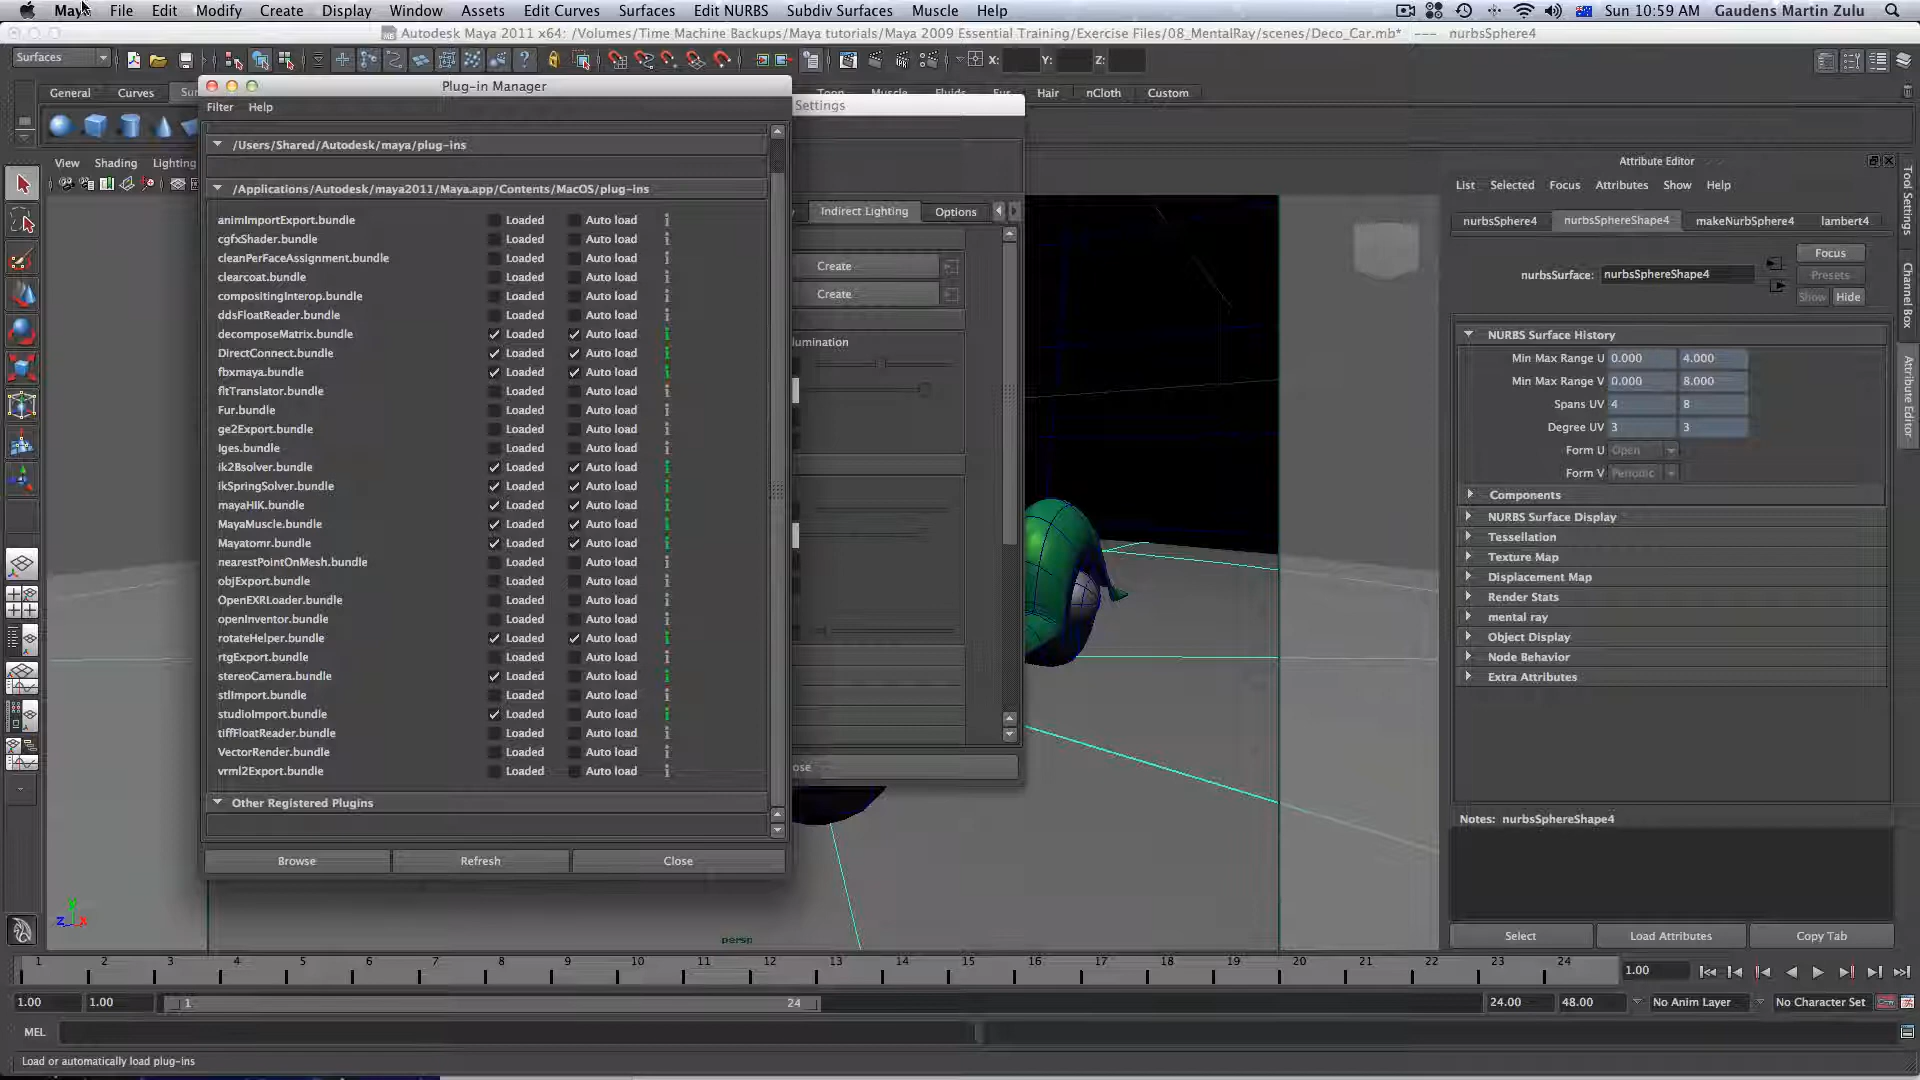 Maya File Edit Modify Create Display Window Assets Edit Curves Surfaces Edit NURBS Subdiv Surfaces Muscle Help Sun 10:59 AM Gaudens Martin Zulu
Autodesk Maya 2011 x64: /Volumes/Time Machine Backups/Maya tutorials/Maya 2009 Essential Training/Exercise Files/08_MentalRay/scenes/Deco_Car.mb* --- nurbsSphere4
Surfaces X: Y: Z:
General Curves Hair nCloth Custom
Plug-in Manager
Filter Help
Settings
View Shading Lighting
/Users/Shared/Autodesk/maya/plug-ins
/Applications/Autodesk/maya2011/Maya.app/Contents/MacOS/plug-ins
animImportExport.bundle Loaded Auto load i
cgfxShader.bundle Loaded Auto load i
cleanPerFaceAssignment.bundle Loaded Auto load i
clearcoat.bundle Loaded Auto load i
compositingInterop.bundle Loaded Auto load i
ddsFloatReader.bundle Loaded Auto load i
decomposeMatrix.bundle Loaded Auto load i
DirectConnect.bundle Loaded Auto load i
fbxmaya.bundle Loaded Auto load i
fltTranslator.bundle Loaded Auto load i
Fur.bundle Loaded Auto load i
ge2Export.bundle Loaded Auto load i
Iges.bundle Loaded Auto load i
ik2Bsolver.bundle Loaded Auto load i
ikSpringSolver.bundle Loaded Auto load i
mayaHIK.bundle Loaded Auto load i
MayaMuscle.bundle Loaded Auto load i
Mayatomr.bundle Loaded Auto load i
nearestPointOnMesh.bundle Loaded Auto load i
objExport.bundle Loaded Auto load i
OpenEXRLoader.bundle Loaded Auto load i
openInventor.bundle Loaded Auto load i
rotateHelper.bundle Loaded Auto load i
rtgExport.bundle Loaded Auto load i
stereoCamera.bundle Loaded Auto load i
stlImport.bundle Loaded Auto load i
studioImport.bundle Loaded Auto load i
tiffFloatReader.bundle Loaded Auto load i
VectorRender.bundle Loaded Auto load i
vrml2Export.bundle Loaded Auto load i
Other Registered Plugins
Browse Refresh Close
Indirect Lighting Options
Create
Create
lumination
ose
persp
Attribute Editor
List Selected Focus Attributes Show Help
nurbsSphere4 nurbsSphereShape4 makeNurbSphere4 lambert4
nurbsSurface: nurbsSphereShape4
Focus
Presets
Show Hide
NURBS Surface History
Min Max Range U 0.000 4.000
Min Max Range V 0.000 8.000
Spans UV 4 8
Degree UV 3 3
Form U Open
Form V Periodic
Components
NURBS Surface Display
Tessellation
Texture Map
Displacement Map
Render Stats
mental ray
Object Display
Node Behavior
Extra Attributes
Notes: nurbsSphereShape4
Select Load Attributes Copy Tab
Tool Settings
Channel Box
Attribute Editor
y z x
1 2 3 4 5 6 7 8 9 10 11 12 13 14 15 16 17 18 19 20 21 22 23 24 1.00
1.00 1.00 1 24 24.00 48.00 No Anim Layer No Character Set
MEL
Load or automatically load plug-ins